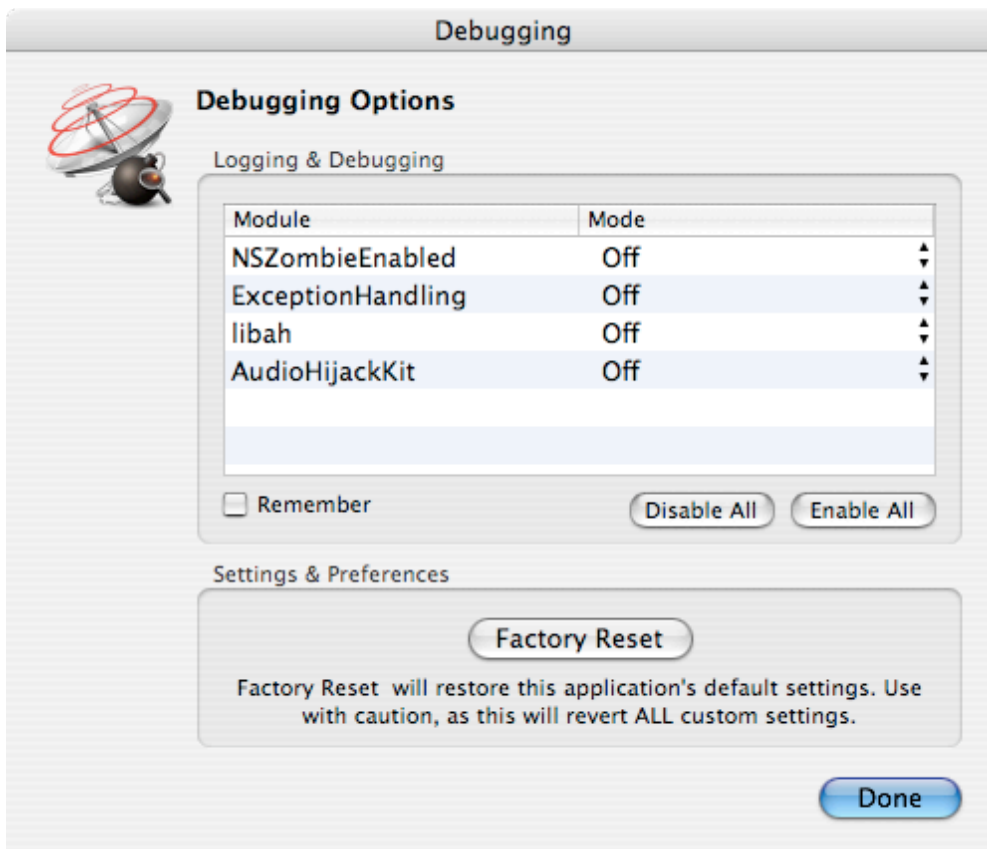 Debugging
Debugging Options
Logging & Debugging
Module Mode
NSZombieEnabled Off
ExceptionHandling Off
libah Off
AudioHijackKit Off
Remember Disable All Enable All
Settings & Preferences
Factory Reset
Factory Reset will restore this application's default settings. Use
with caution, as this will revert ALL custom settings.
Done